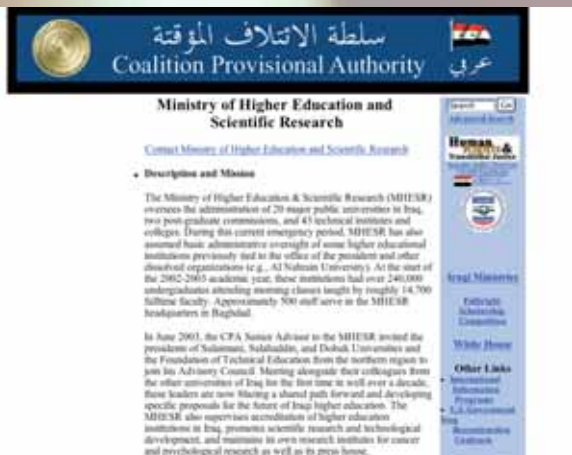 سلطة الائتلاف المؤقتة
Coalition Provisional Authority
عربي
Ministry of Higher Education and
Scientific Research
Search
Go
Advanced Search
Contact Ministry of Higher Education and Scientific Research
Human
Transitional Justice
• Description and Mission
The Ministry of Higher Education & Scientific Research (MHESR)
oversees the administration of 20 major public universities in Iraq,
two post-graduate commissions, and 43 technical institutes and
colleges. During this current emergency period, MHESR has also
assumed basic administrative oversight of some higher educational
institutions previously tied to the office of the president and other
dissolved organizations (e.g., Al Nahrain University). At the start of
the 2002-2003 academic year, these institutions had over 240,000
undergraduates attending morning classes taught by roughly 14,700
fulltime faculty. Approximately 500 staff serve in the MHESR
headquarters in Baghdad.
In June 2003, the CPA Senior Advisor to the MHESR invited the
presidents of Sulaimani, Salahaddin, and Dohuk Universities and
the Foundation of Technical Education from the northern region to
join his Advisory Council. Meeting alongside their colleagues from
the other universities of Iraq for the first time in well over a decade,
these leaders are now blazing a shared path forward and developing
specific proposals for the future of Iraqi higher education. The
MHESR also supervises accreditation of higher education
institutions in Iraq, promotes scientific research and technological
development, and maintains its own research institutes for cancer
and psychological research as well as its press house.
Iraqi Ministries
Fulbright
Scholarship
Competition
White House
Other Links
• International
Information
Programs
• U.S. Government
Iraq
Reconstruction